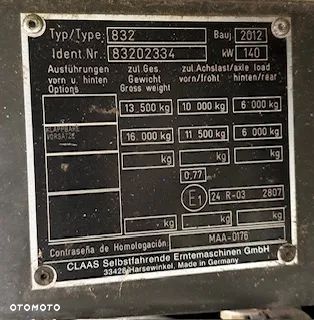 Typ/Type: 832 Bauj. 2012
Ident.Nr. 83202334 kW 140
Ausführungen zul.Ges. zul.Achslast/axle load
vorn u. hinten Gewicht vorn/front hinten/rear
Options Gross weight
13.500 kg 10 000 kg 6 000 kg
KLAPPBARE
VORSÄTZE
16.000 kg 11 500 kg 6 000 kg
kg kg kg
0,77
E1 24 R-03 2807
kg kg kg
Contraseña de Homologación: MAA-0176
CLAAS Selbstfahrende Erntemaschinen GmbH
33428 Harsewinkel, Made in Germany
OTOMOTO